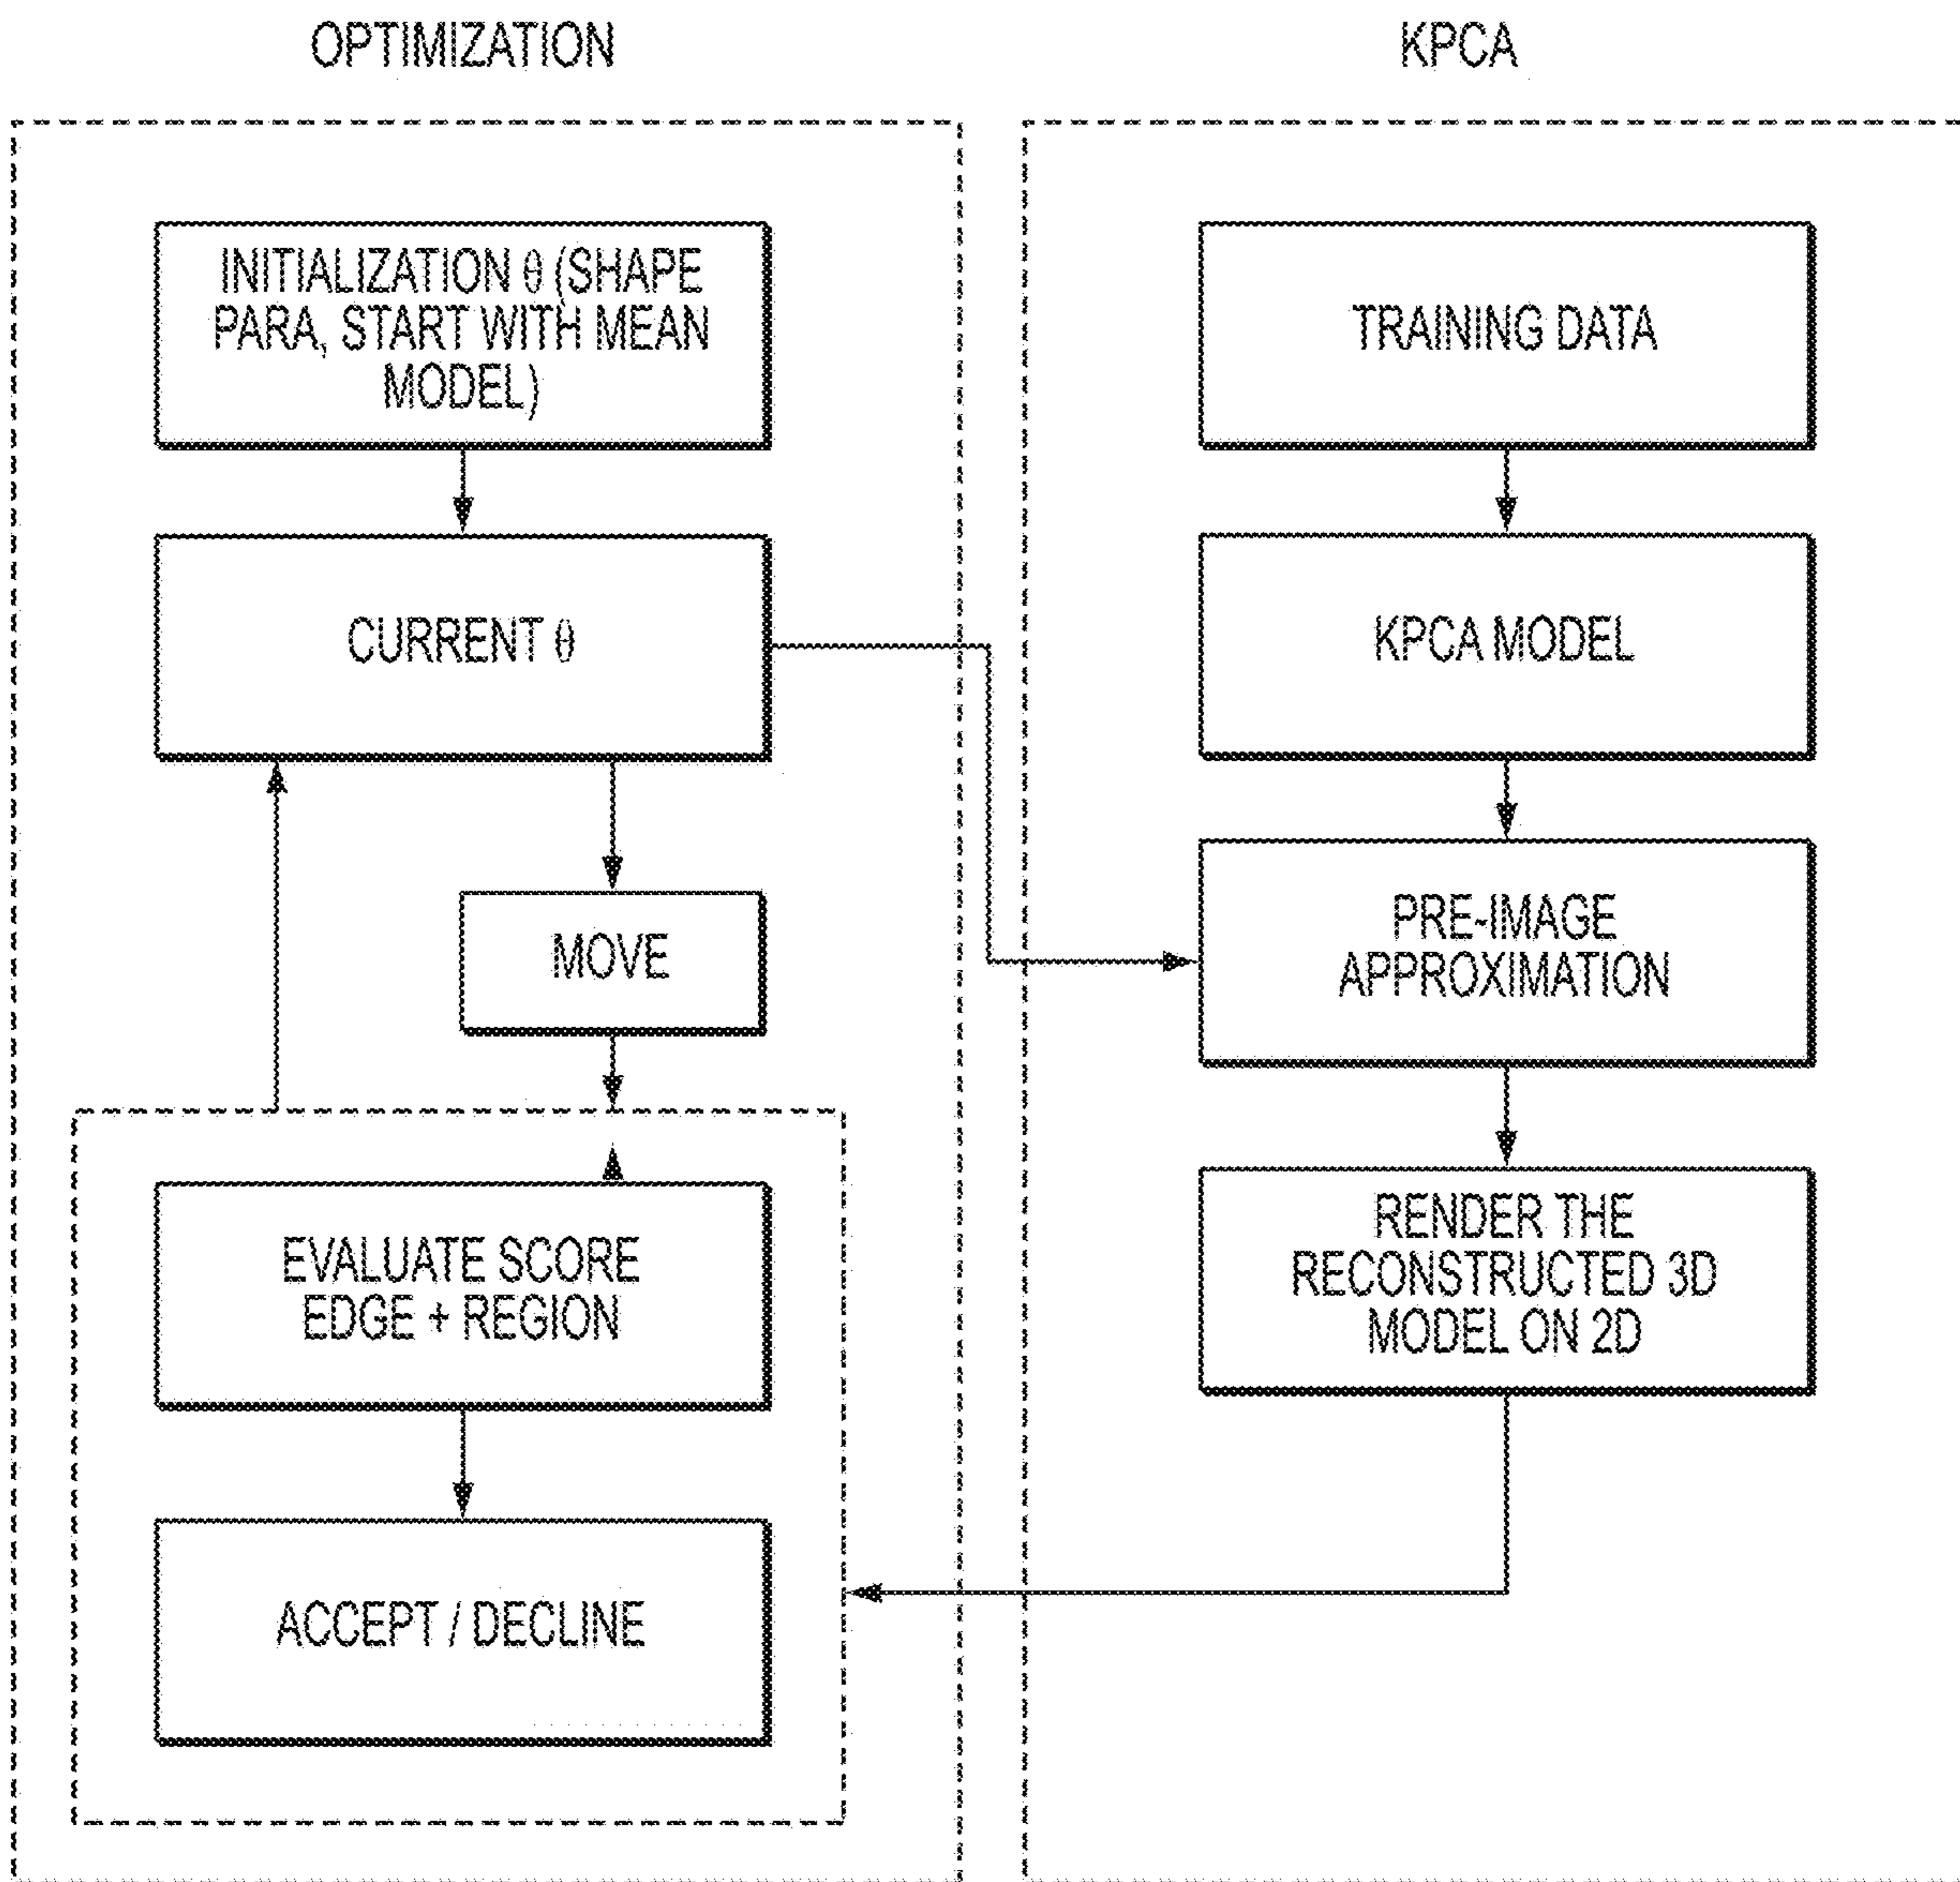 OPTIMIZATION
INITIALIZATION θ (SHAPE
PARA, START WITH MEAN
MODEL)
CURRENT θ
MOVE
EVALUATE SCORE
EDGE + REGION
ACCEPT / DECLINE
KPCA
TRAINING DATA
KPCA MODEL
PRE-IMAGE
APPROXIMATION
RENDER THE
RECONSTRUCTED 3D
MODEL ON 2D